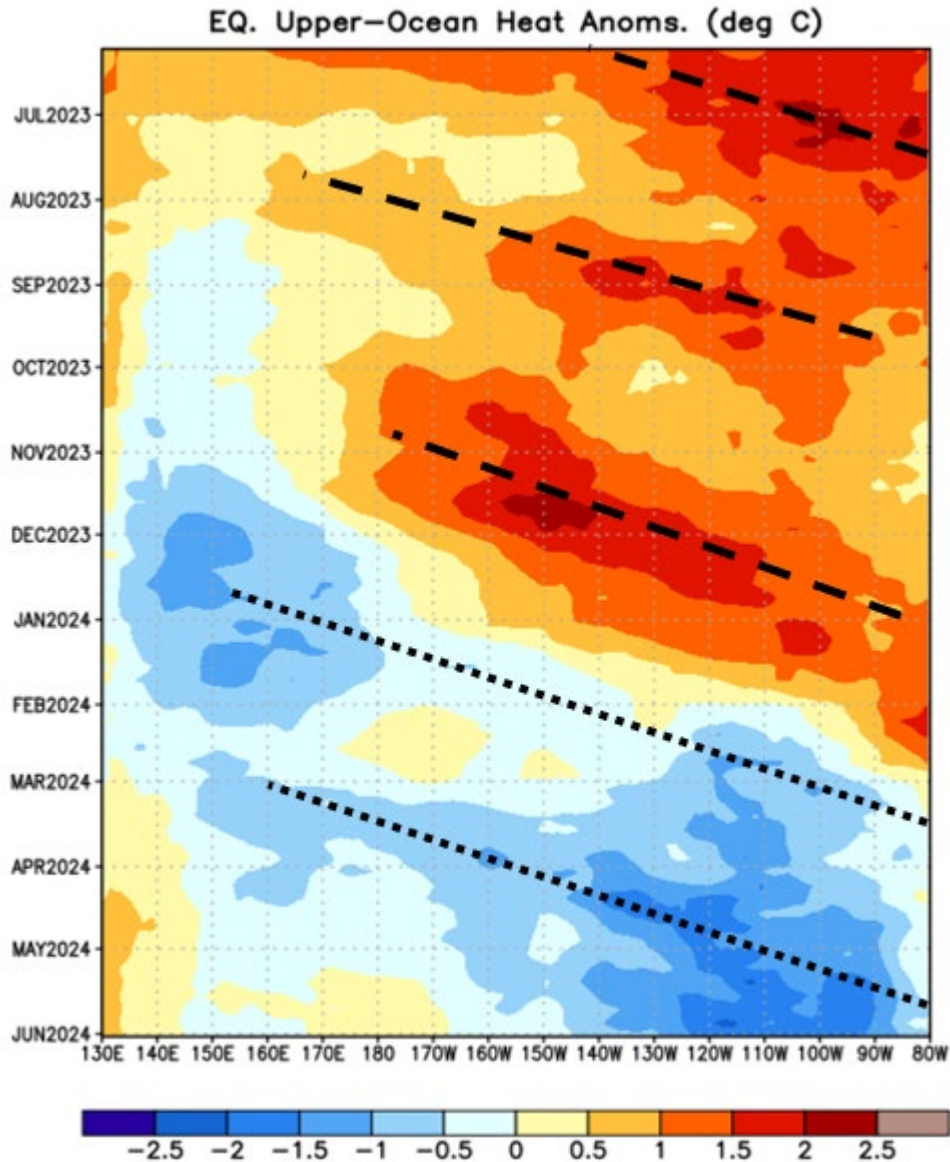 EQ. Upper-Ocean Heat Anoms. (deg C)
JUL2023
AUG2023
SEP2023
OCT2023
NOV2023
DEC2023
JAN2024
FEB2024
MAR2024
APR2024
MAY2024
JUN2024
130E 140E 150E 160E 170E 180 170W 160W 150W 140W 130W 120W 110W 100W 90W 80W
-2.5 -2 -1.5 -1 -0.5 0 0.5 1 1.5 2 2.5